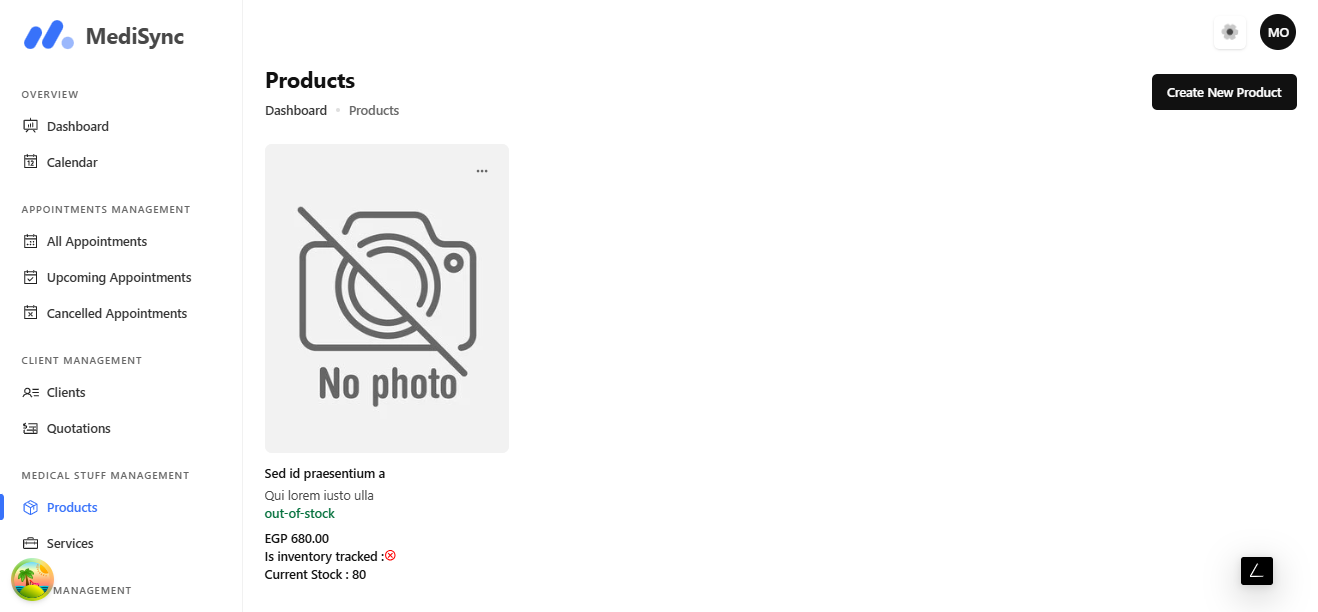 MediSync
MO
OVERVIEW
Dashboard
Calendar
APPOINTMENTS MANAGEMENT
All Appointments
Upcoming Appointments
Cancelled Appointments
CLIENT MANAGEMENT
Clients
Quotations
MEDICAL STUFF MANAGEMENT
Products
Services
MANAGEMENT
Products
Dashboard • Products
Create New Product
...
No photo
Sed id praesentium a
Qui lorem iusto ulla
out-of-stock
EGP 680.00
Is inventory tracked :
Current Stock : 80